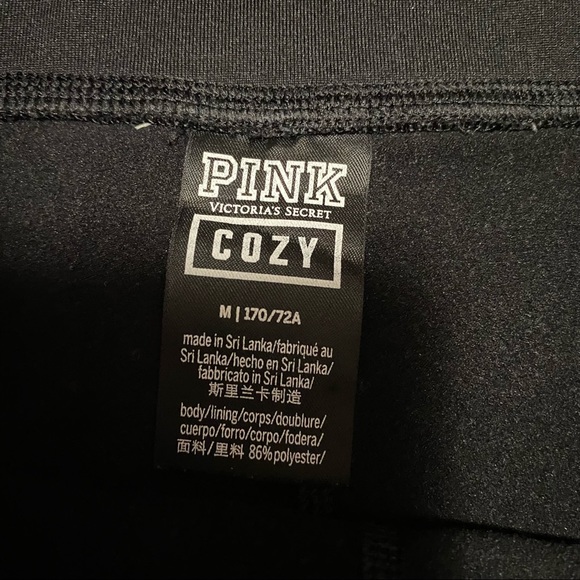 PINK
VICTORIA'S SECRET
COZY
M | 170/72A
made in Sri Lanka/fabriqué au
Sri Lanka/hecho en Sri Lanka/
fabbricato in Sri Lanka/
斯里兰卡制造
body/lining/corps/doublure/
cuerpo/forro/corpo/fodera/
面料/里料 86% polyester/